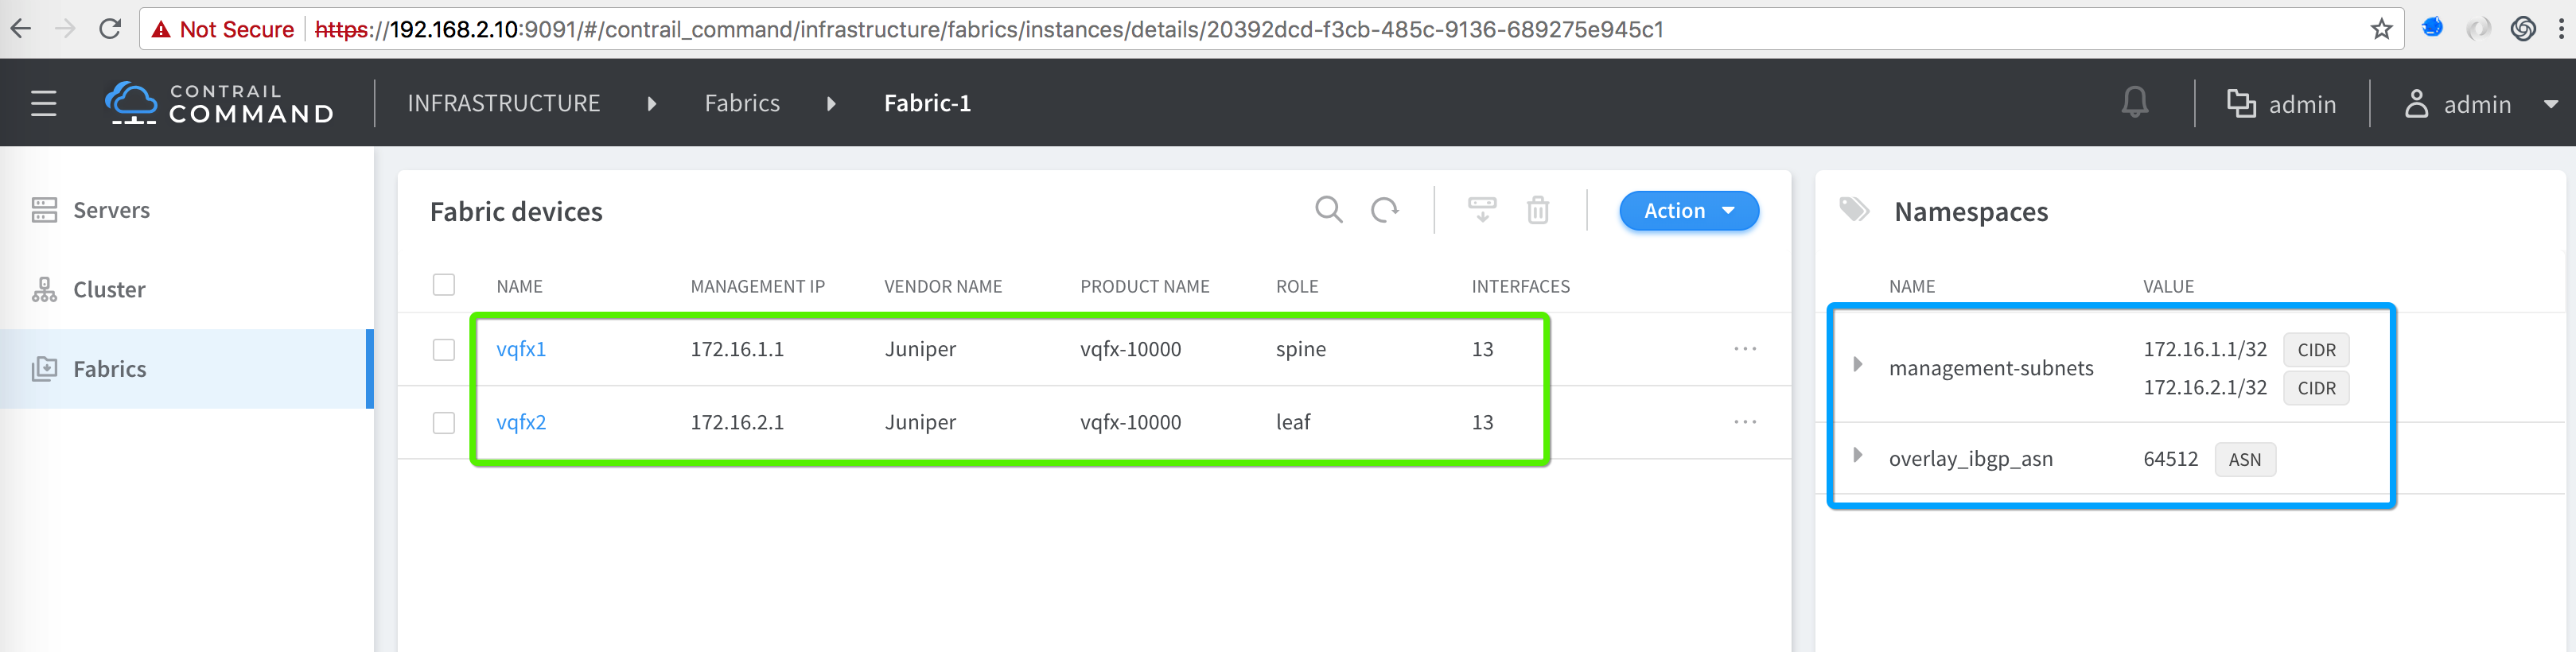 Not Secure https://192.168.2.10:9091/#/contrail_command/infrastructure/fabrics/instances/details/20392dcd-f3cb-485c-9136-689275e945c1
CONTRAIL
COMMAND
INFRASTRUCTURE Fabrics Fabric-1
admin admin
Servers
Cluster
Fabrics
Fabric devices
Action
NAME MANAGEMENT IP VENDOR NAME PRODUCT NAME ROLE INTERFACES
vqfx1 172.16.1.1 Juniper vqfx-10000 spine 13 ...
vqfx2 172.16.2.1 Juniper vqfx-10000 leaf 13 ...
Namespaces
NAME VALUE
management-subnets
172.16.1.1/32 CIDR
172.16.2.1/32 CIDR
overlay_ibgp_asn 64512 ASN